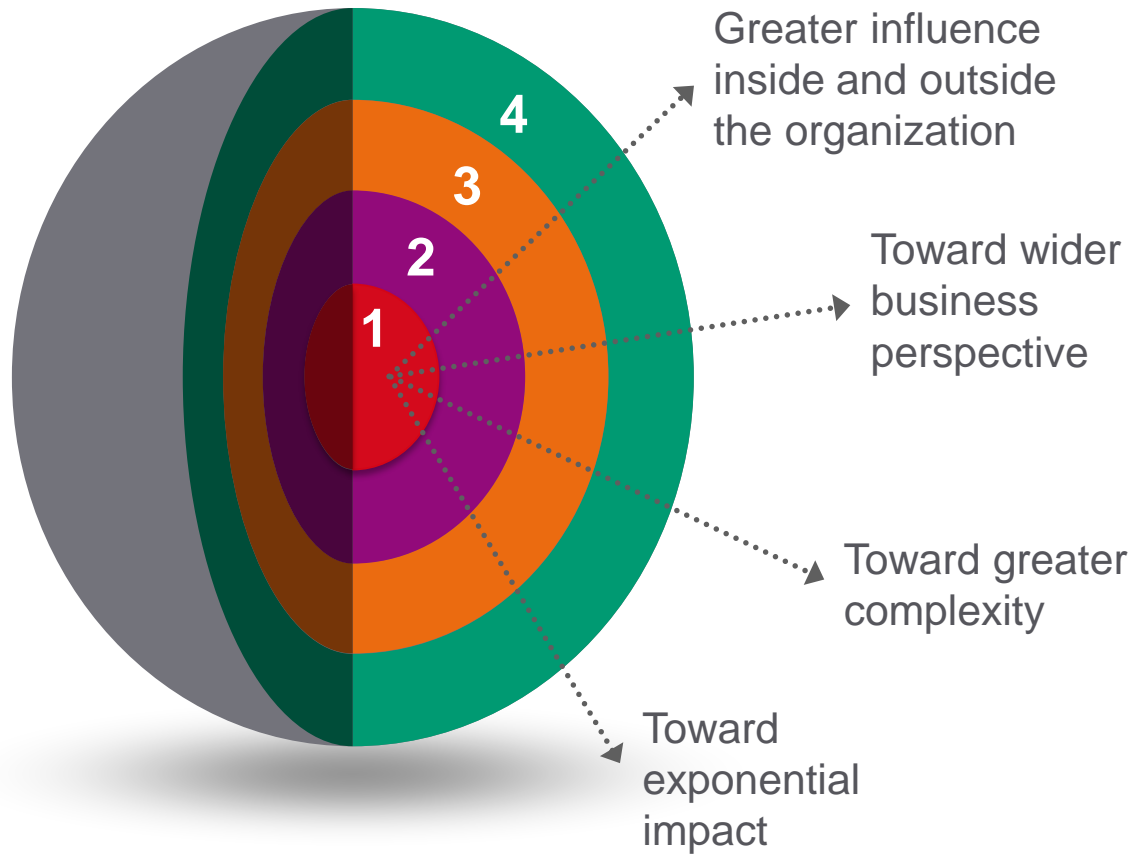 Greater influence
inside and outside
the organization
4
3
2
1
Toward wider
business
perspective
Toward greater
complexity
Toward
exponential
impact